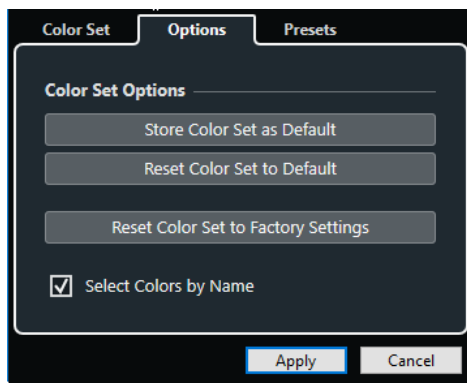 Color Set Options Presets
Color Set Options
Store Color Set as Default
Reset Color Set to Default
Reset Color Set to Factory Settings
Select Colors by Name
Apply Cancel